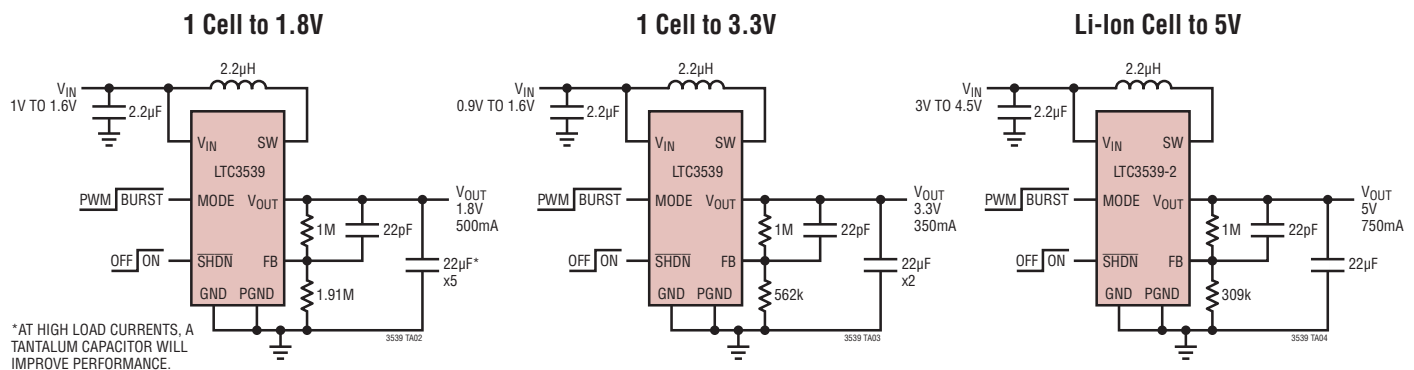 1 Cell to 1.8V
2.2µH
VIN
1V TO 1.6V
2.2µF
VIN
SW
LTC3539
PWM
BURST
MODE
VOUT
VOUT
1.8V
500mA
1M
22pF
OFF
ON
SHDN
FB
22µF*
x5
GND
PGND
1.91M
*AT HIGH LOAD CURRENTS, A
TANTALUM CAPACITOR WILL
IMPROVE PERFORMANCE.
3539 TA02
1 Cell to 3.3V
2.2µH
VIN
0.9V TO 1.6V
2.2µF
VIN
SW
LTC3539
PWM
BURST
MODE
VOUT
VOUT
3.3V
350mA
1M
22pF
OFF
ON
SHDN
FB
22µF
x2
GND
PGND
562k
3539 TA03
Li-Ion Cell to 5V
2.2µH
VIN
3V TO 4.5V
2.2µF
VIN
SW
LTC3539-2
PWM
BURST
MODE
VOUT
VOUT
5V
750mA
1M
22pF
OFF
ON
SHDN
FB
22µF
GND
PGND
309k
3539 TA04